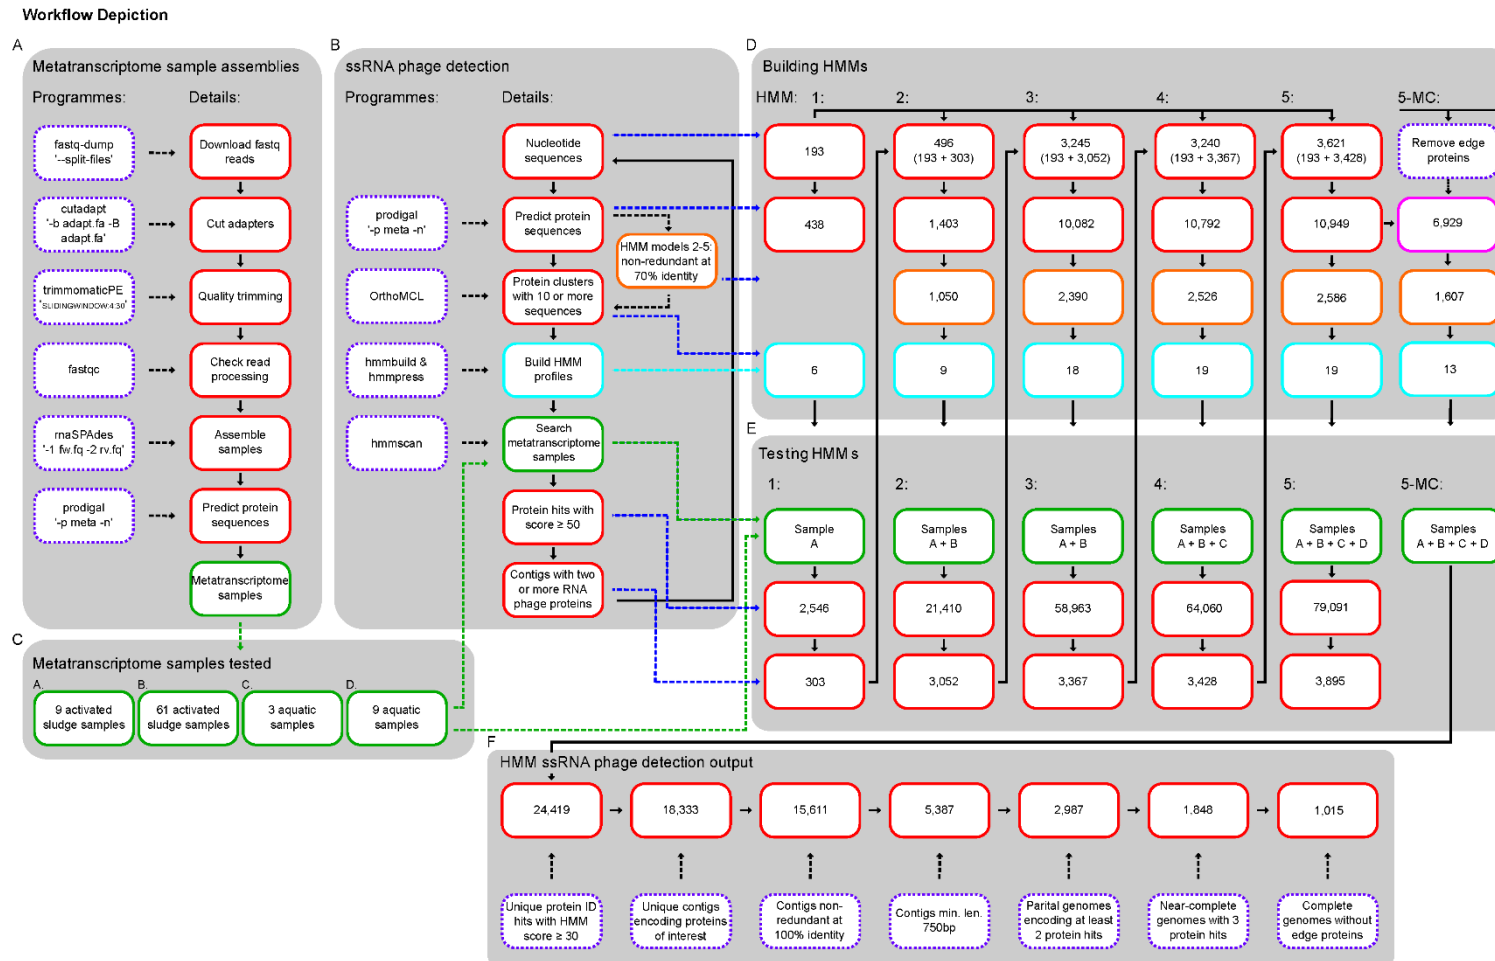 Workflow Depiction
A
Metatranscriptome sample assemblies
Programmes:
Details:
fastq-dump
'--split-files'
Download fastq
reads
cutadapt
'-b adapt.fa -B
adapt.fa'
Cut adapters
trimmomaticPE
'SLIDINGWINDOW:4:30'
Quality trimming
fastqc
Check read
processing
rnaSPAdes
'-1 fw.fq -2 rv.fq'
Assemble
samples
prodigal
'-p meta -n'
Predict protein
sequences
Metatranscriptome
samples
B
ssRNA phage detection
Programmes:
Details:
Nucleotide
sequences
prodigal
'-p meta -n'
Predict protein
sequences
HMM models 2-5:
non-redundant at
70% identity
OrthoMCL
Protein clusters
with 10 or more
sequences
hmmbuild &
hmmpress
Build HMM
profiles
hmmscan
Search
metatranscriptome
samples
Protein hits with
score ≥ 50
Contigs with two
or more RNA
phage proteins
C
Metatranscriptome samples tested
A.
9 activated
sludge samples
B.
61 activated
sludge samples
C.
3 aquatic
samples
D.
9 aquatic
samples
D
Building HMMs
HMM: 1: 2: 3: 4: 5: 5-MC:
193
496
(193 + 303)
3,245
(193 + 3,052)
3,240
(193 + 3,367)
3,621
(193 + 3,428)
Remove edge
proteins
438
1,403
10,082
10,792
10,949
6,929
1,050
2,390
2,526
2,586
1,607
6
9
18
19
19
13
E
Testing HMMs
1: 2: 3: 4: 5: 5-MC:
Sample
A
Samples
A + B
Samples
A + B
Samples
A + B + C
Samples
A + B + C + D
Samples
A + B + C + D
2,546
21,410
58,963
64,060
79,091
303
3,052
3,367
3,428
3,895
F
HMM ssRNA phage detection output
24,419
18,333
15,611
5,387
2,987
1,848
1,015
Unique protein ID
hits with HMM
score ≥ 30
Unique contigs
encoding proteins
of interest
Contigs non-
redundant at
100% identity
Contigs min. len.
750bp
Parital genomes
encoding at least
2 protein hits
Near-complete
genomes with 3
protein hits
Complete
genomes without
edge proteins